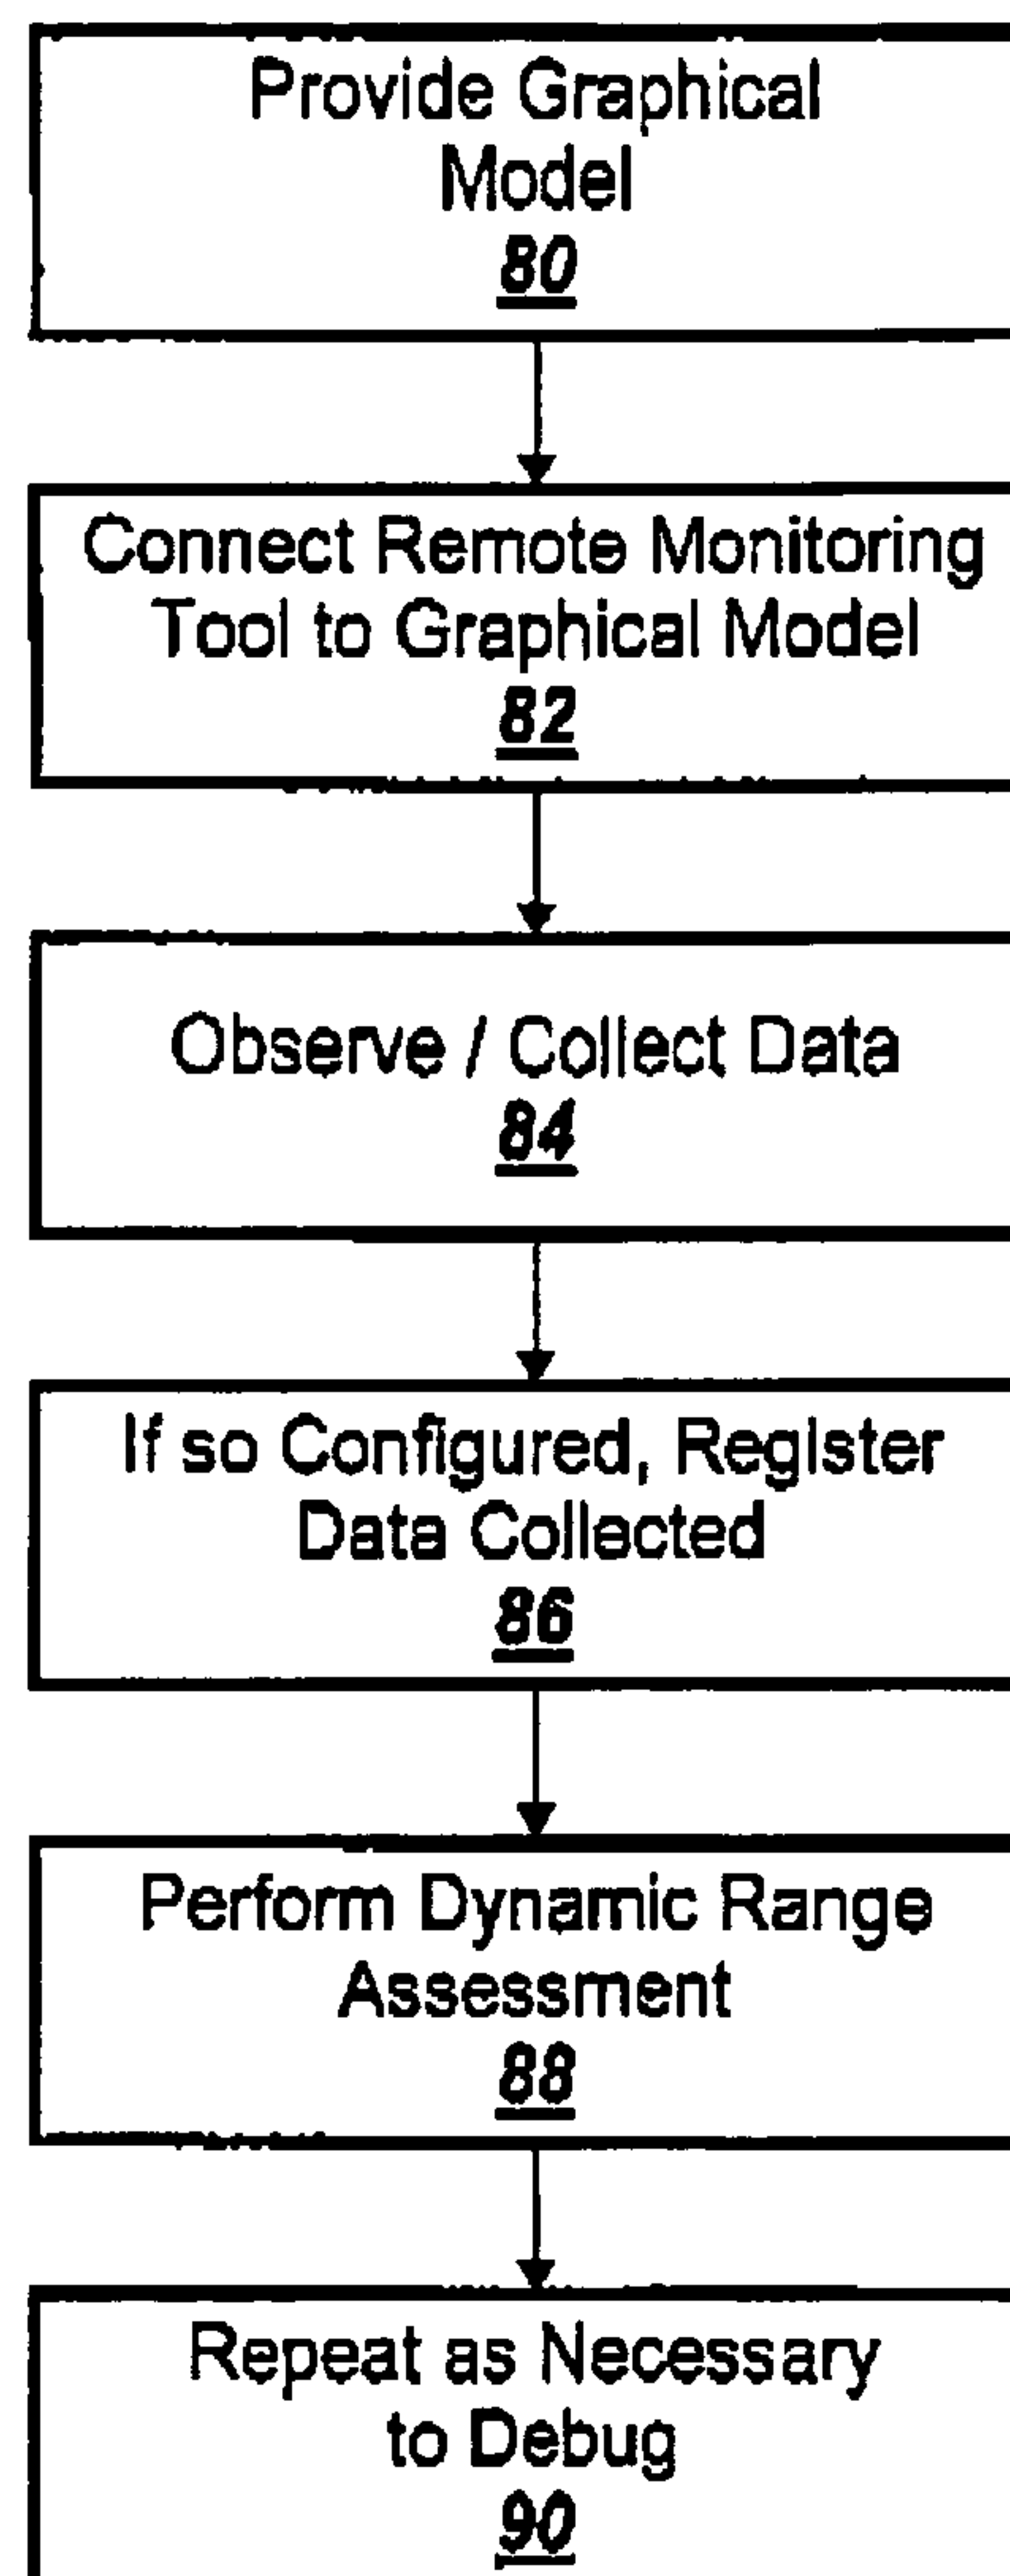 Provide Graphical
Model
80
Connect Remote Monitoring
Tool to Graphical Model
82
Observe / Collect Data
84
If so Configured, Register
Data Collected
86
Perform Dynamic Range
Assessment
88
Repeat as Necessary
to Debug
90